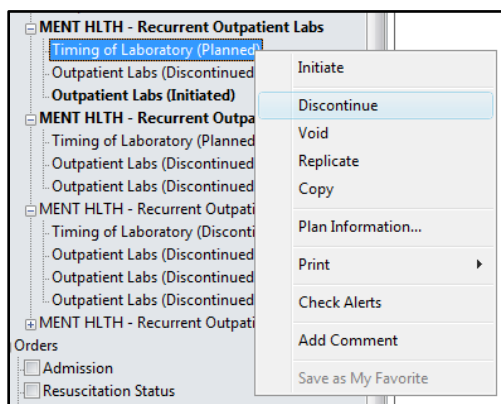 MENT HLTH - Recurrent Outpatient Labs
Timing of Laboratory (Planned)
Outpatient Labs (Discontinued
Outpatient Labs (Initiated)
MENT HLTH - Recurrent Outpa
Timing of Laboratory (Planned
Outpatient Labs (Discontinued
Outpatient Labs (Discontinued
MENT HLTH - Recurrent Outpati
Timing of Laboratory (Disconti
Outpatient Labs (Discontinued
Outpatient Labs (Discontinued
Outpatient Labs (Discontinued
MENT HLTH - Recurrent Outpati
Orders
Admission
Resuscitation Status
Initiate
Discontinue
Void
Replicate
Copy
Plan Information...
Print
Check Alerts
Add Comment
Save as My Favorite